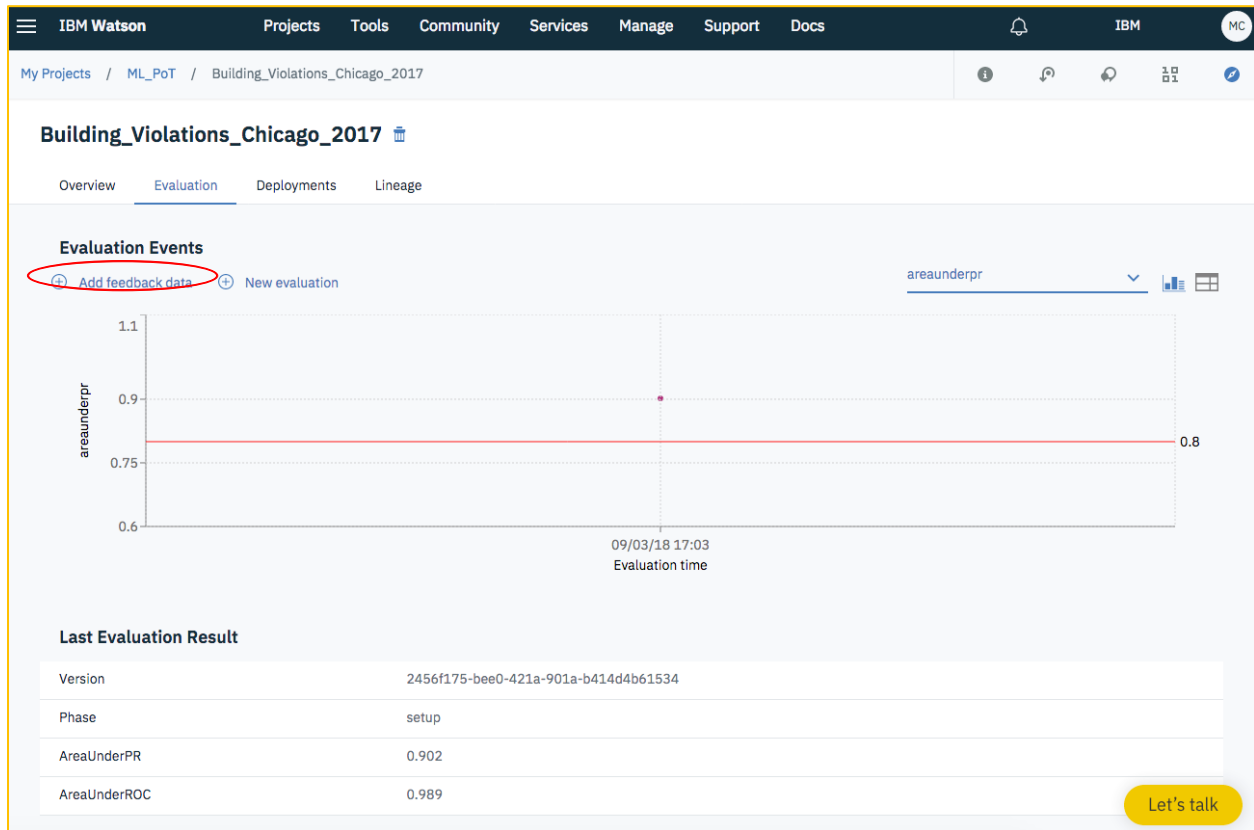 IBM Watson Projects Tools Community Services Manage Support Docs IBM MC
My Projects / ML_PoT / Building_Violations_Chicago_2017
Building_Violations_Chicago_2017
Overview Evaluation Deployments Lineage
Evaluation Events
Add feedback data New evaluation areaunderpr
1.1
0.9
0.8
0.75
0.6
areaunderpr
09/03/18 17:03
Evaluation time
Last Evaluation Result
Version 2456f175-bee0-421a-901a-b414d4b61534
Phase setup
AreaUnderPR 0.902
AreaUnderROC 0.989
Let's talk